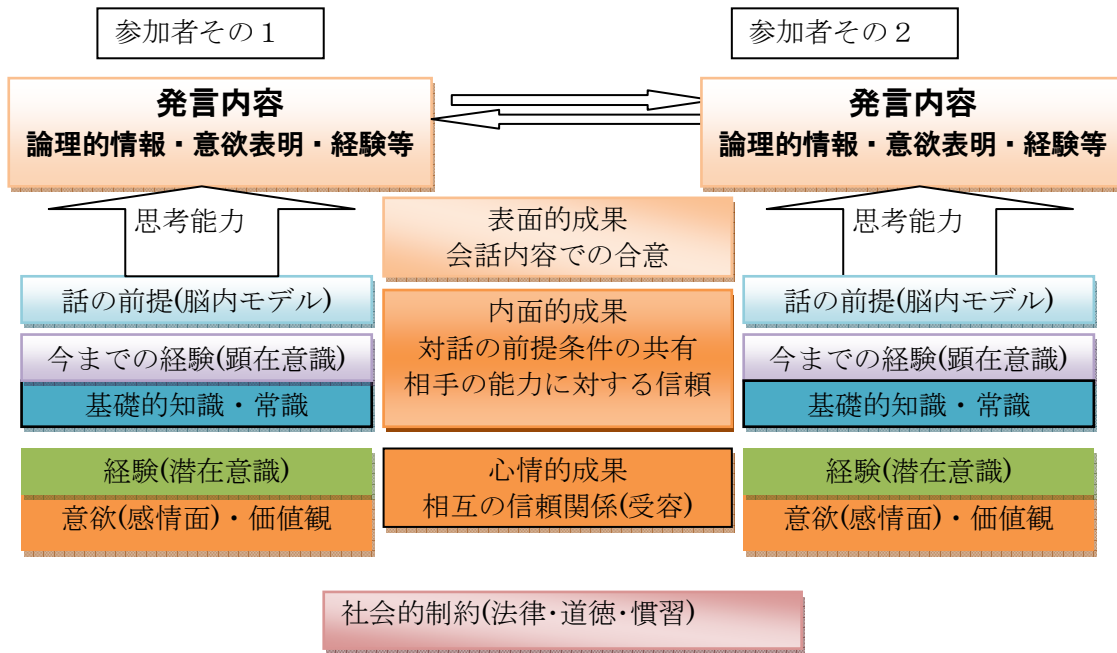 参加者その１
参加者その２
発言内容
論理的情報・意欲表明・経験等
発言内容
論理的情報・意欲表明・経験等
思考能力
表面的成果
会話内容での合意
思考能力
話の前提(脳内モデル)
今までの経験(顕在意識)
基礎的知識・常識
内面的成果
対話の前提条件の共有
相手の能力に対する信頼
話の前提(脳内モデル)
今までの経験(顕在意識)
基礎的知識・常識
経験(潜在意識)
意欲(感情面)・価値観
心情的成果
相互の信頼関係(受容)
経験(潜在意識)
意欲(感情面)・価値観
社会的制約(法律･道徳･慣習)